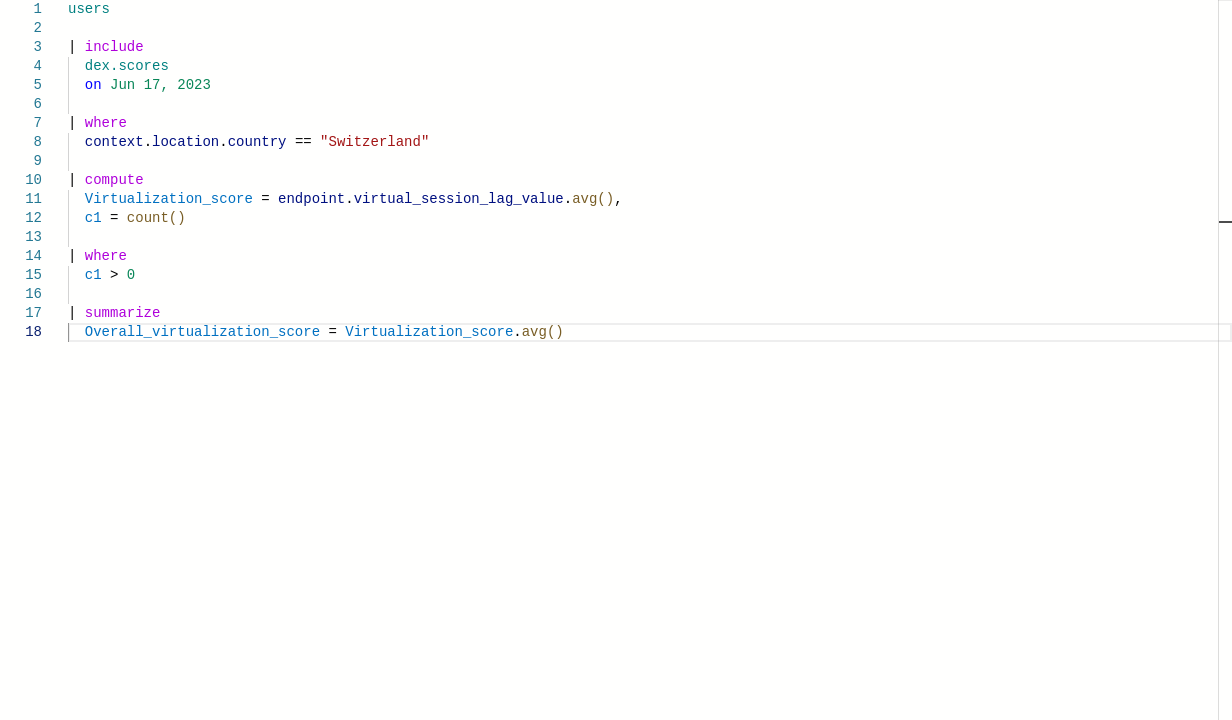 1 users
2
3 | include
4 dex.scores
5 on Jun 17, 2023
6
7 | where
8 context.location.country == "Switzerland"
9
10 | compute
11 Virtualization_score = endpoint.virtual_session_lag_value.avg(),
12 c1 = count()
13
14 | where
15 c1 > 0
16
17 | summarize
18 Overall_virtualization_score = Virtualization_score.avg()